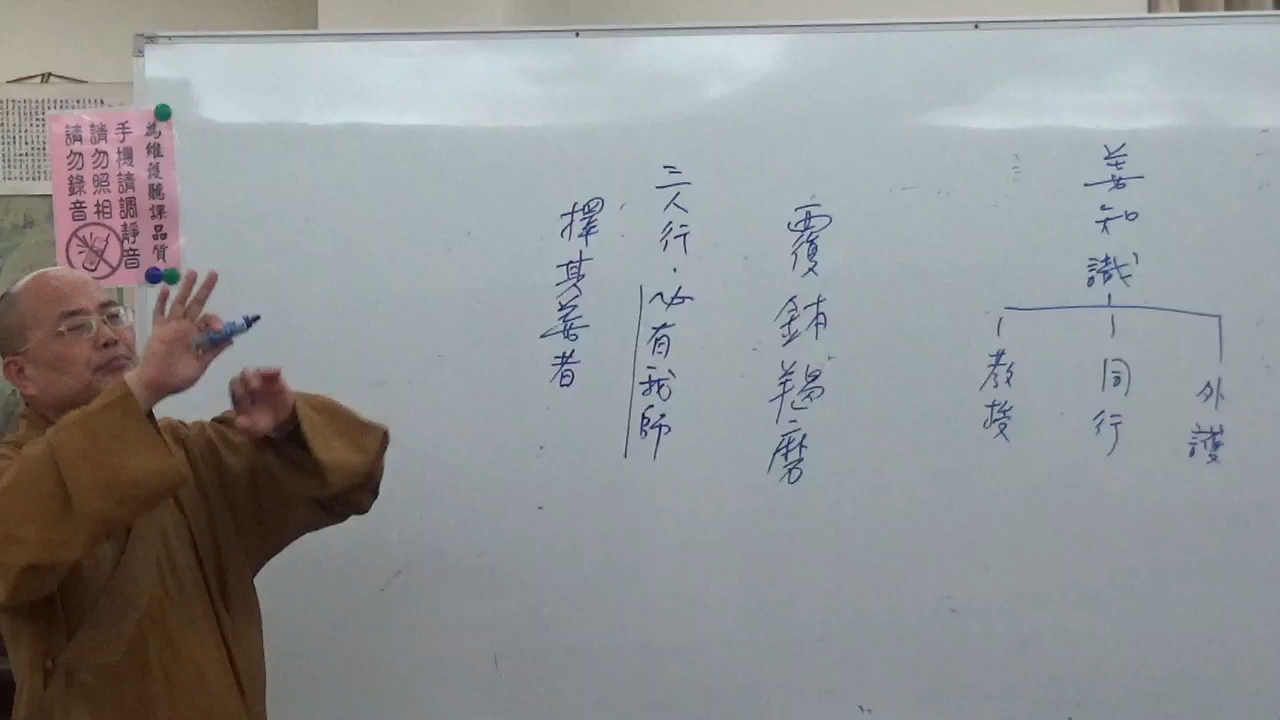 善知識
外護
同行
教授
覆鉢羯磨
三人行，必有我師
擇其善者
為維護聽課品質
手機請調靜音
請勿照相
請勿錄音